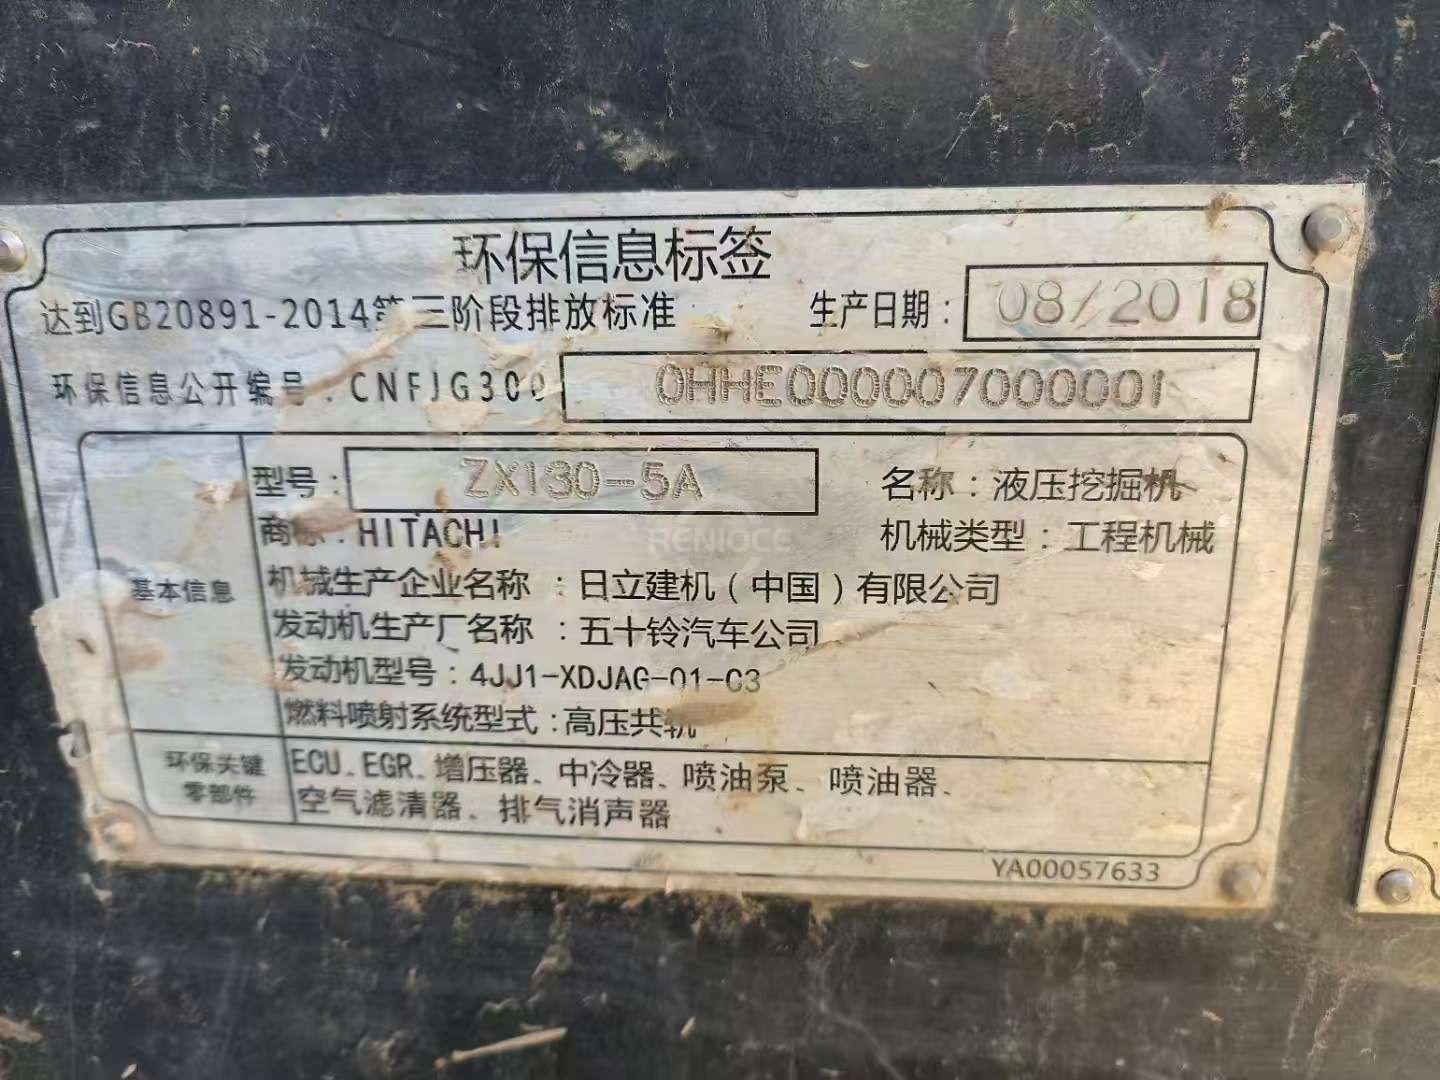 环保信息标签
达到GB20891-2014第三阶段排放标准 生产日期: 08/2018
环保信息公开编号: CNFJG300 0HHE000007000001
型号: ZX130-5A 名称: 液压挖掘机
商标: HITACHI 机械类型: 工程机械
RENIOCE
基本信息
机械生产企业名称: 日立建机(中国)有限公司
发动机生产厂名称: 五十铃汽车公司
发动机型号: 4JJ1-XDJAG-01-C3
燃料喷射系统型式: 高压共轨
环保关键零部件
ECU、EGR、增压器、中冷器、喷油泵、喷油器、
空气滤清器、排气消声器
YA00057633